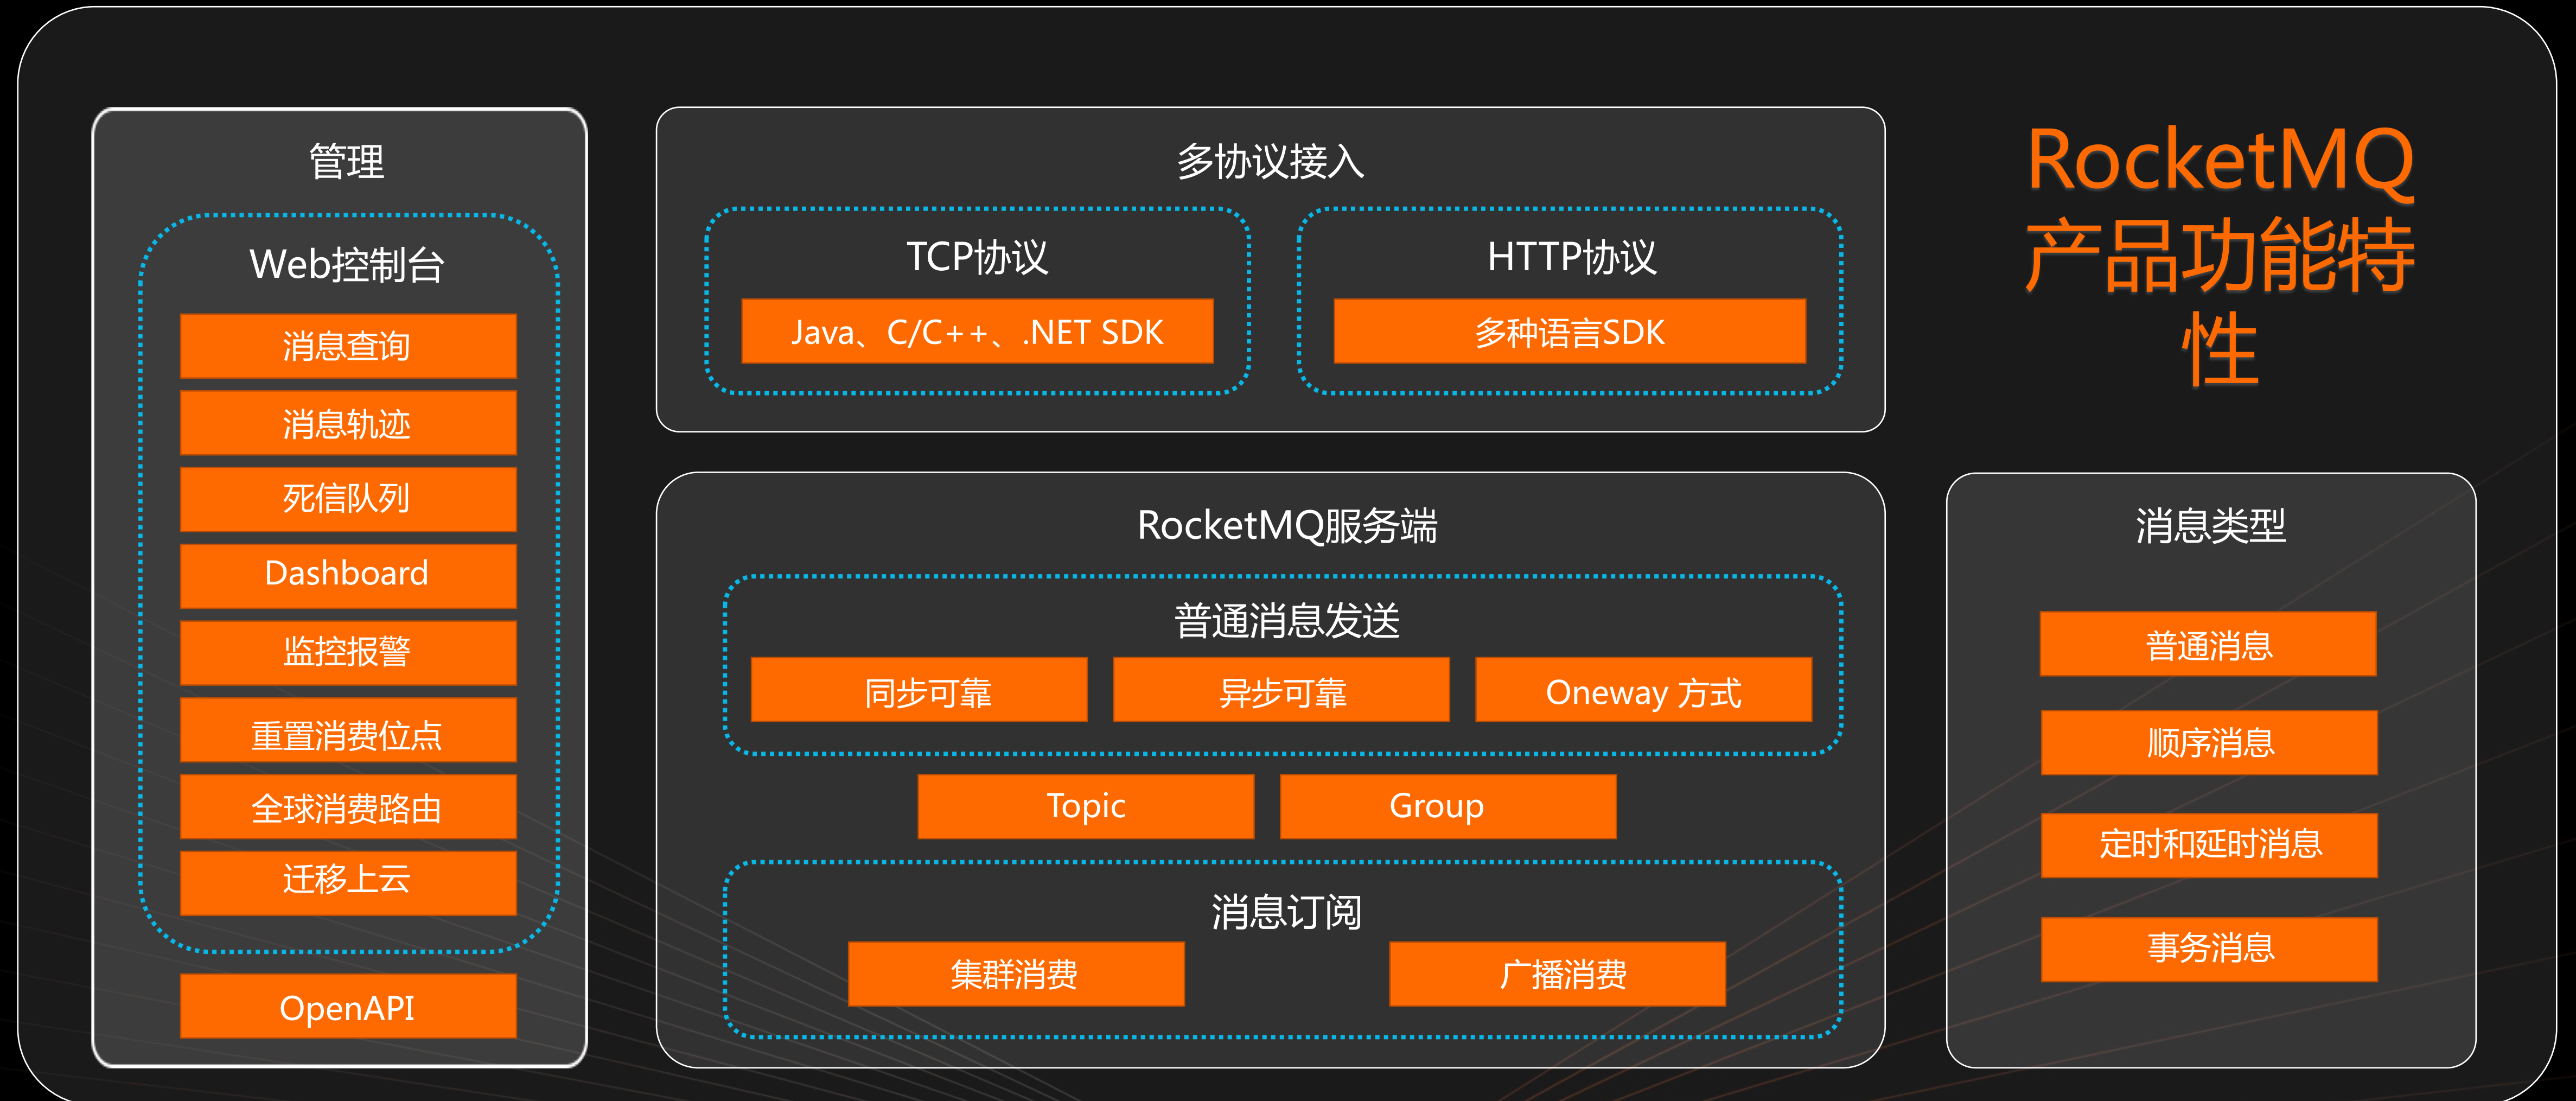 管理
Web控制台
消息查询
消息轨迹
死信队列
Dashboard
监控报警
重置消费位点
全球消费路由
迁移上云
OpenAPI
多协议接入
TCP协议
Java、C/C++、.NET SDK
HTTP协议
多种语言SDK
RocketMQ
产品功能特
性
RocketMQ服务端
普通消息发送
同步可靠
异步可靠
Oneway 方式
Topic
Group
消息订阅
集群消费
广播消费
消息类型
普通消息
顺序消息
定时和延时消息
事务消息